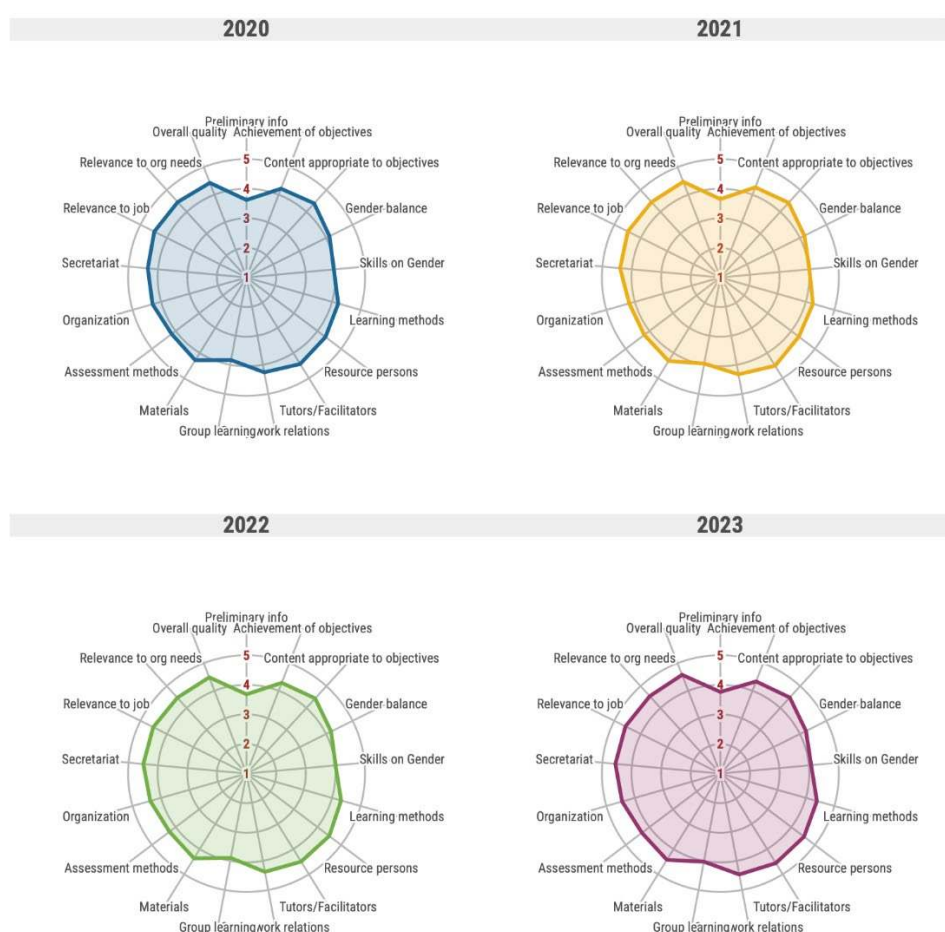 2020
2021
Preliminary info
Overall quality Achievement of objectives
Relevance to org needs
Content appropriate to objectives
Relevance to job
Gender balance
Secretariat
Skills on Gender
Organization
Learning methods
Assessment methods
Resource persons
Materials
Tutors/Facilitators
Group learning work relations
5
4
3
2
1
Preliminary info
Overall quality Achievement of objectives
Relevance to org needs
Content appropriate to objectives
Relevance to job
Gender balance
Secretariat
Skills on Gender
Organization
Learning methods
Assessment methods
Resource persons
Materials
Tutors/Facilitators
Group learning work relations
5
4
3
2
1
2022
2023
Preliminary info
Overall quality Achievement of objectives
Relevance to org needs
Content appropriate to objectives
Relevance to job
Gender balance
Secretariat
Skills on Gender
Organization
Learning methods
Assessment methods
Resource persons
Materials
Tutors/Facilitators
Group learning work relations
5
4
3
2
1
Preliminary info
Overall quality Achievement of objectives
Relevance to org needs
Content appropriate to objectives
Relevance to job
Gender balance
Secretariat
Skills on Gender
Organization
Learning methods
Assessment methods
Resource persons
Materials
Tutors/Facilitators
Group learning work relations
5
4
3
2
1